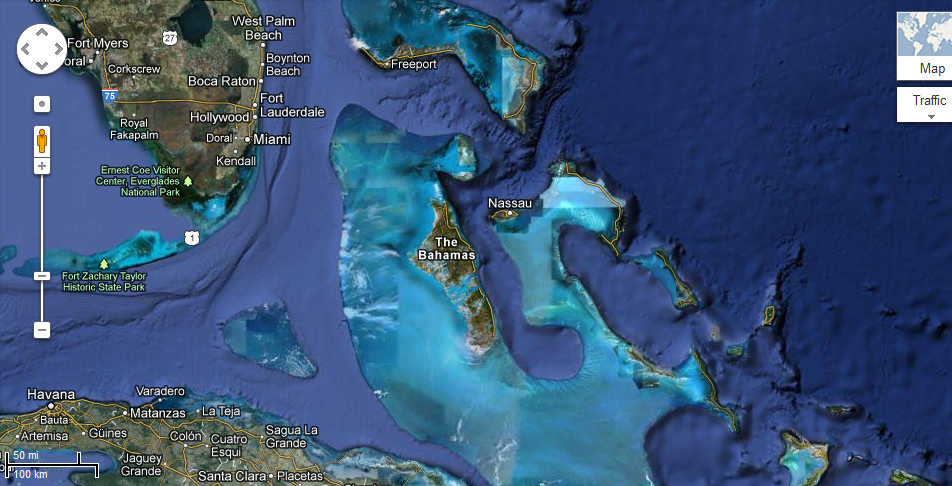 West Palm
Beach
27
Fort Myers
oral
Corkscrew
Freeport
Boynton
Beach
Boca Raton
75
Fort
Lauderdale
Hollywood
Royal
Fakapalm
Doral
Miami
Kendall
Ernest Coe Visitor
Center, Everglades
National Park
1
Nassau
The
Bahamas
Fort Zachary Taylor
Historic State Park
Map
Traffic
Havana
Varadero
Bauta
Matanzas
La Teja
Artemisa
Güines
Colón
Cuatro
Esqui
Sagua La
Grande
Jaguey
Grande
Santa Clara
Placetas
50 mi
100 km